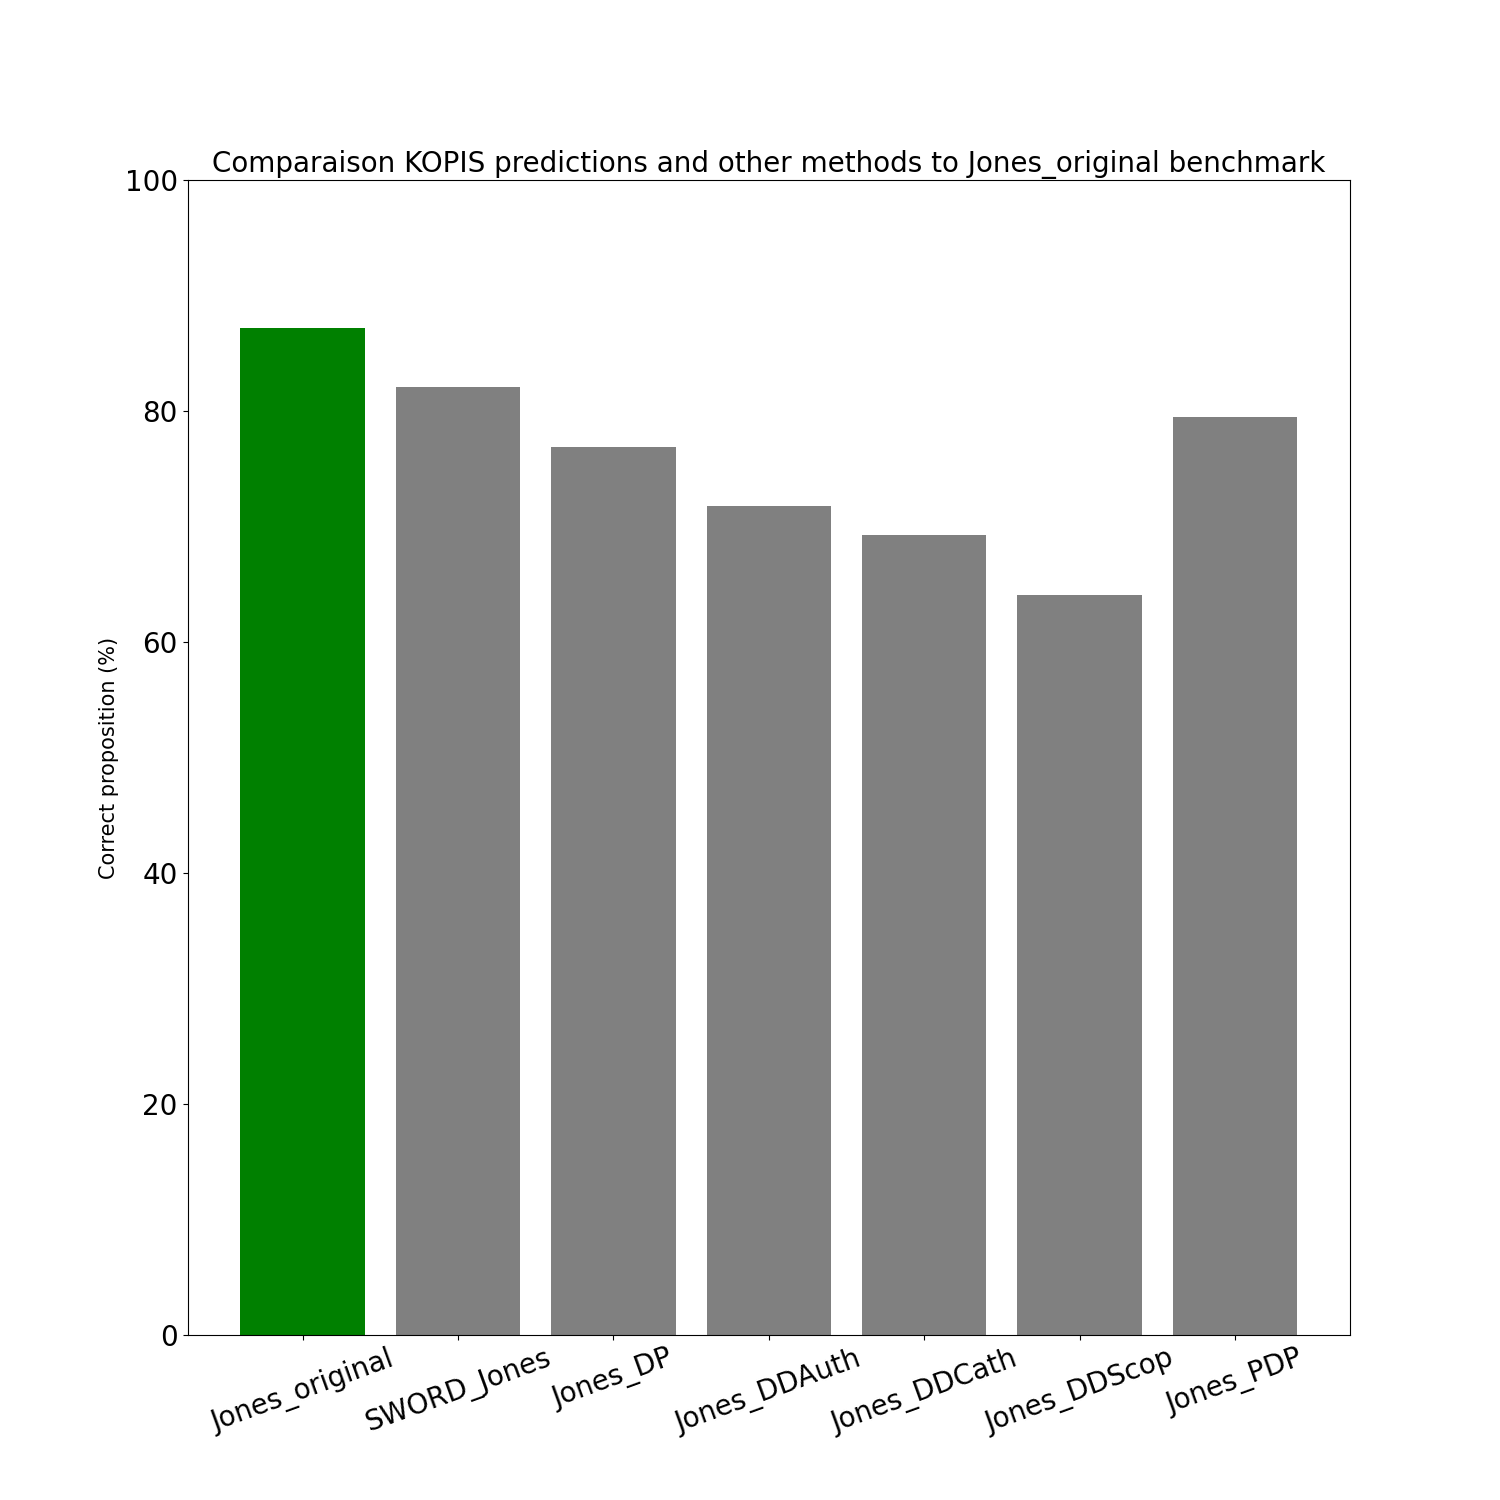 Comparaison KOPIS predictions and other methods to Jones_original benchmark
100
80
60
40
20
0
Correct proposition (%)
Jones_original
SWORD_Jones
Jones_DP
Jones_DDAuth
Jones_DDCath
Jones_DDScop
Jones_PDP